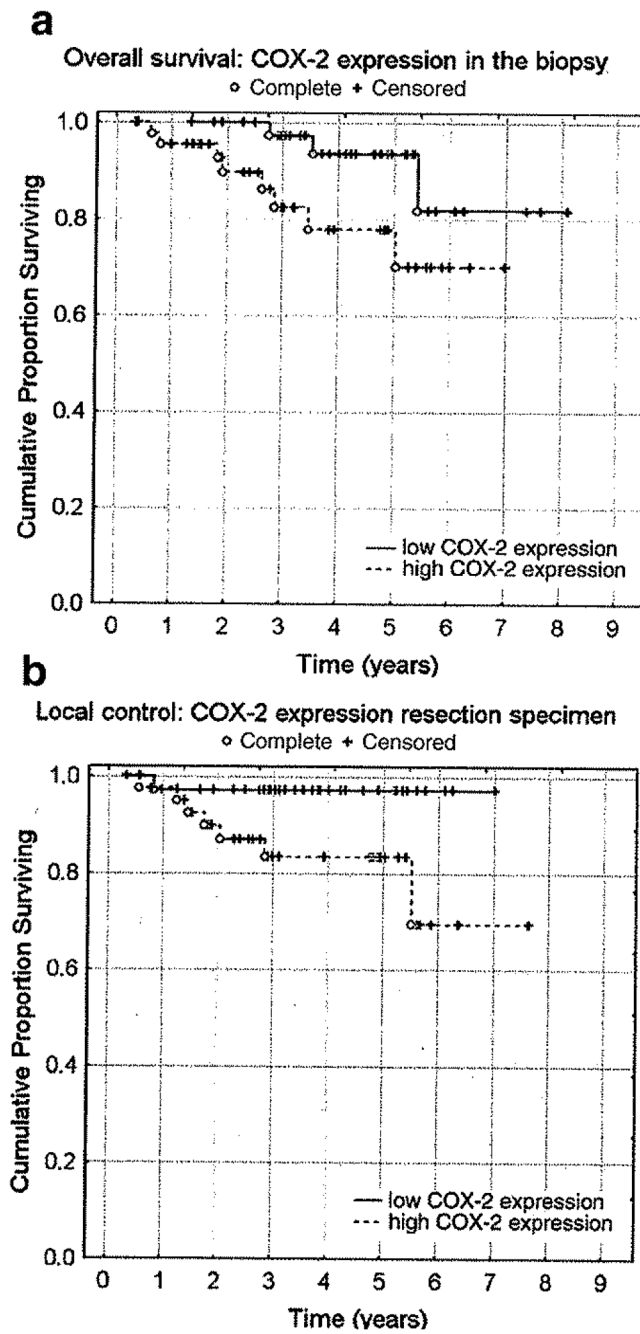 a
Overall survival: COX-2 expression in the biopsy
Complete + Censored
1.0
0.8
0.6
0.4
0.2
0.0
Cumulative Proportion Surviving
low COX-2 expression
high COX-2 expression
0 1 2 3 4 5 6 7 8 9
Time (years)
b
Local control: COX-2 expression resection specimen
Complete + Censored
1.0
0.8
0.6
0.4
0.2
0.0
Cumulative Proportion Surviving
low COX-2 expression
high COX-2 expression
0 1 2 3 4 5 6 7 8 9
Time (years)